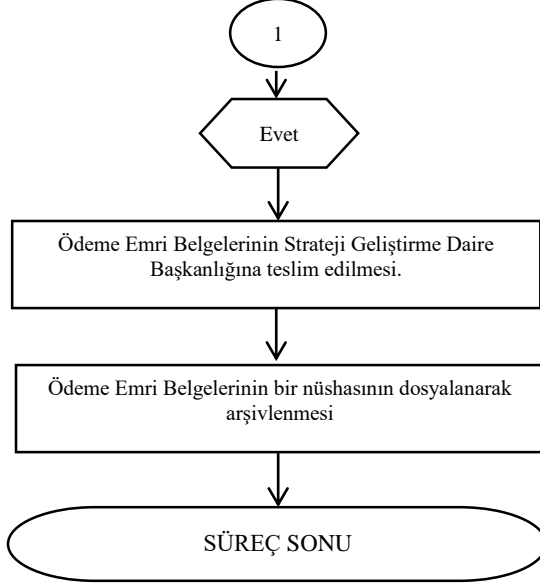 1
Evet
Ödeme Emri Belgelerinin Strateji Geliştirme Daire
Başkanlığına teslim edilmesi.
Ödeme Emri Belgelerinin bir nüshasının dosyalanarak
arşivlenmesi
SÜREÇ SONU